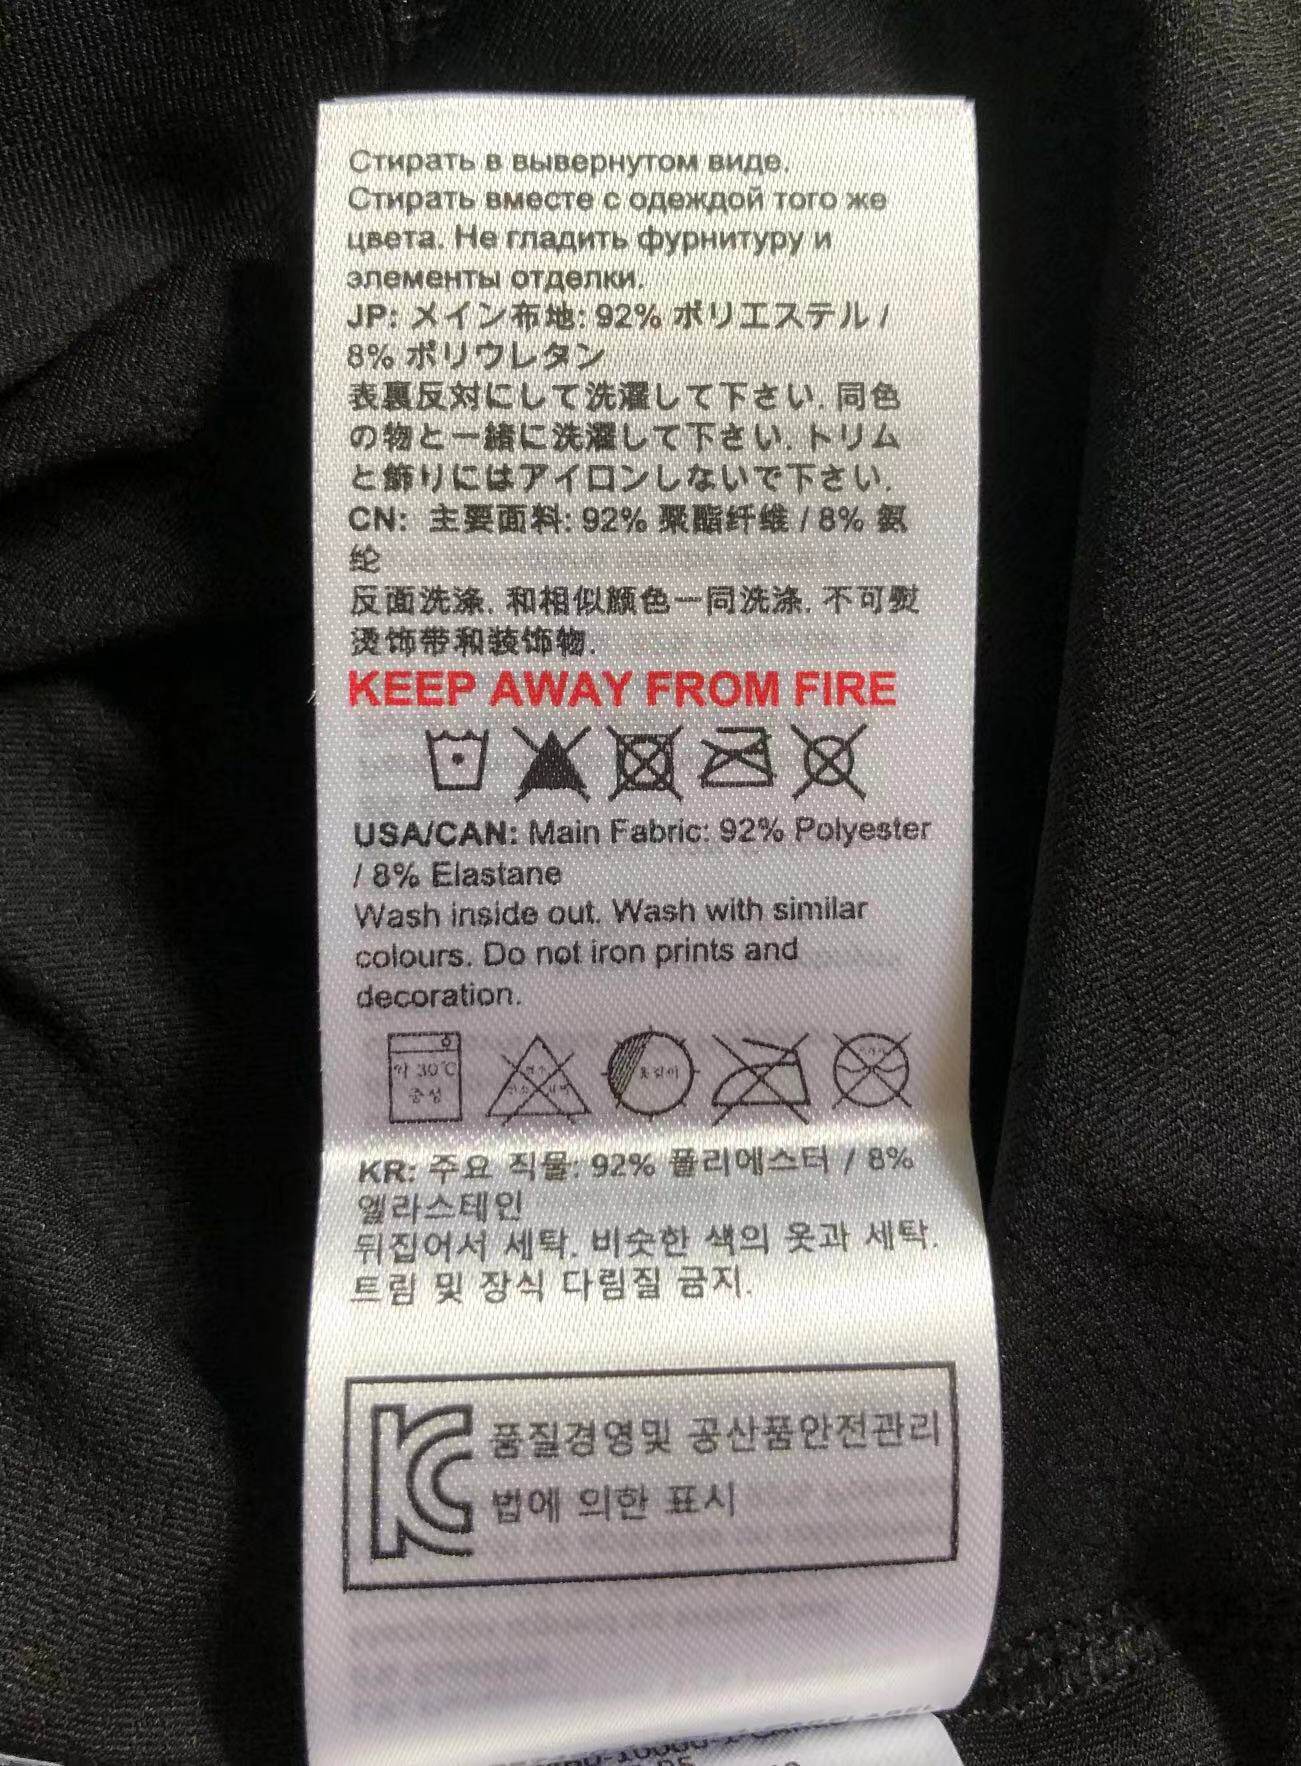 Стирать в вывернутом виде.
Стирать вместе с одеждой того же
цвета. Не гладить фурнитуру и
элементы отделки.
JP: メイン布地: 92% ポリエステル /
8% ポリウレタン
表裏反対にして洗濯して下さい. 同色
の物と一緒に洗濯して下さい. トリム
と飾りにはアイロンしないで下さい.
CN: 主要面料: 92% 聚酯纤维 / 8% 氨
纶
反面洗涤. 和相似颜色一同洗涤. 不可熨
烫饰带和装饰物.
KEEP AWAY FROM FIRE
USA/CAN: Main Fabric: 92% Polyester
/ 8% Elastane
Wash inside out. Wash with similar
colours. Do not iron prints and
decoration.
약 30℃
중성
KR: 주요 직물: 92% 폴리에스터 / 8%
엘라스테인
뒤집어서 세탁. 비슷한 색의 옷과 세탁.
트림 및 장식 다림질 금지.
품질경영및 공산품안전관리
법에 의한 표시